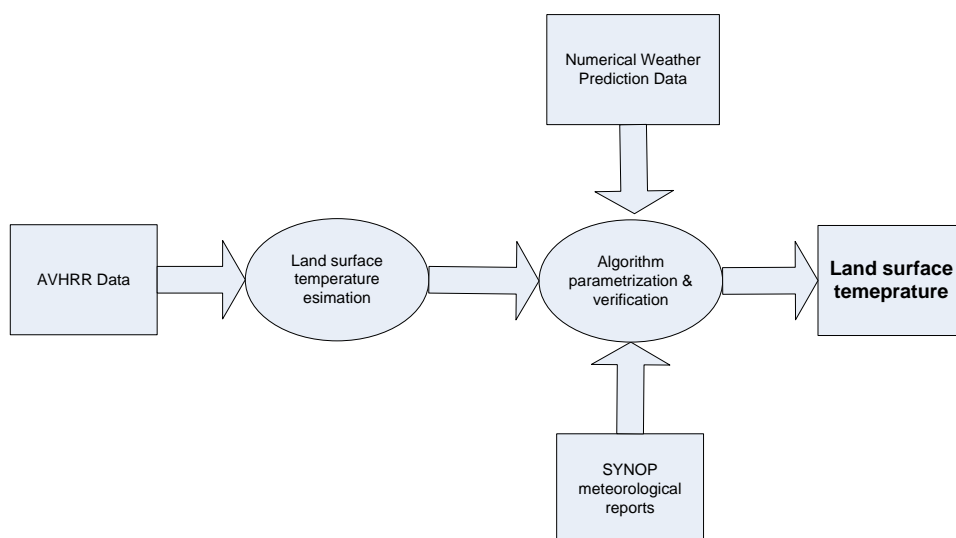 Numerical Weather
Prediction Data
AVHRR Data
Land surface
temperature
esimation
Algorithm
parametrization &
verification
Land surface
temeprature
SYNOP
meteorological
reports